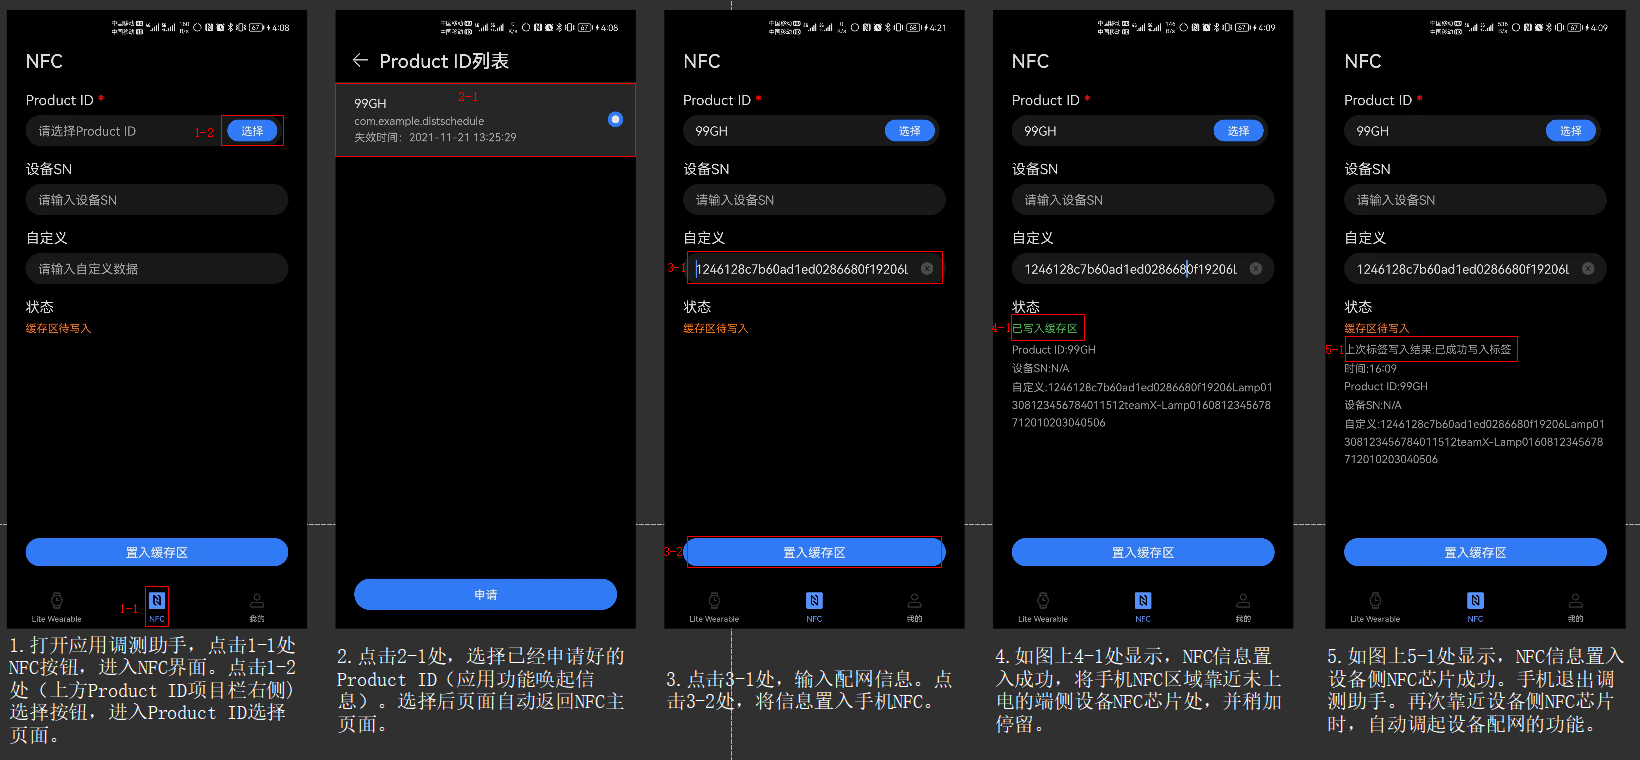 4:08
NFC
Product ID *
请选择Product ID
1-2
选择
设备SN
请输入设备SN
自定义
请输入自定义数据
状态
缓存区待写入
置入缓存区
1-1
Lite Wearable
NFC
我的
1.打开应用调测助手，点击1-1处
NFC按钮，进入NFC界面。点击1-2
处（上方Product ID项目栏右侧)
选择按钮，进入Product ID选择
页面。
4:08
Product ID列表
99GH
2-1
com.example.distschedule
失效时间：2021-11-21 13:25:29
申请
2.点击2-1处，选择已经申请好的
Product ID（应用功能唤起信
息）。选择后页面自动返回NFC主
页面。
4:21
NFC
Product ID *
99GH
选择
设备SN
请输入设备SN
自定义
3-1
1246128c7b60ad1ed0286680f19206L
状态
缓存区待写入
3-2
置入缓存区
Lite Wearable
NFC
我的
3.点击3-1处，输入配网信息。点
击3-2处，将信息置入手机NFC。
4:09
NFC
Product ID *
99GH
选择
设备SN
请输入设备SN
自定义
1246128c7b60ad1ed0286680f19206L
状态
4-1
已写入缓存区
Product ID:99GH
设备SN:N/A
自定义:1246128c7b60ad1ed0286680f19206Lamp01
308123456784011512teamX-Lamp0160812345678
712010203040506
置入缓存区
Lite Wearable
NFC
我的
4.如图上4-1处显示，NFC信息置
入成功，将手机NFC区域靠近未上
电的端侧设备NFC芯片处，并稍加
停留。
4:09
NFC
Product ID *
99GH
选择
设备SN
请输入设备SN
自定义
1246128c7b60ad1ed0286680f19206L
状态
缓存区待写入
5-1
上次标签写入结果:已成功写入标签
时间:16:09
Product ID:99GH
设备SN:N/A
自定义:1246128c7b60ad1ed0286680f19206Lamp01
308123456784011512teamX-Lamp0160812345678
712010203040506
置入缓存区
Lite Wearable
NFC
我的
5.如图上5-1处显示，NFC信息置入
设备侧NFC芯片成功。手机退出调
测助手。再次靠近设备侧NFC芯片
时，自动调起设备配网的功能。